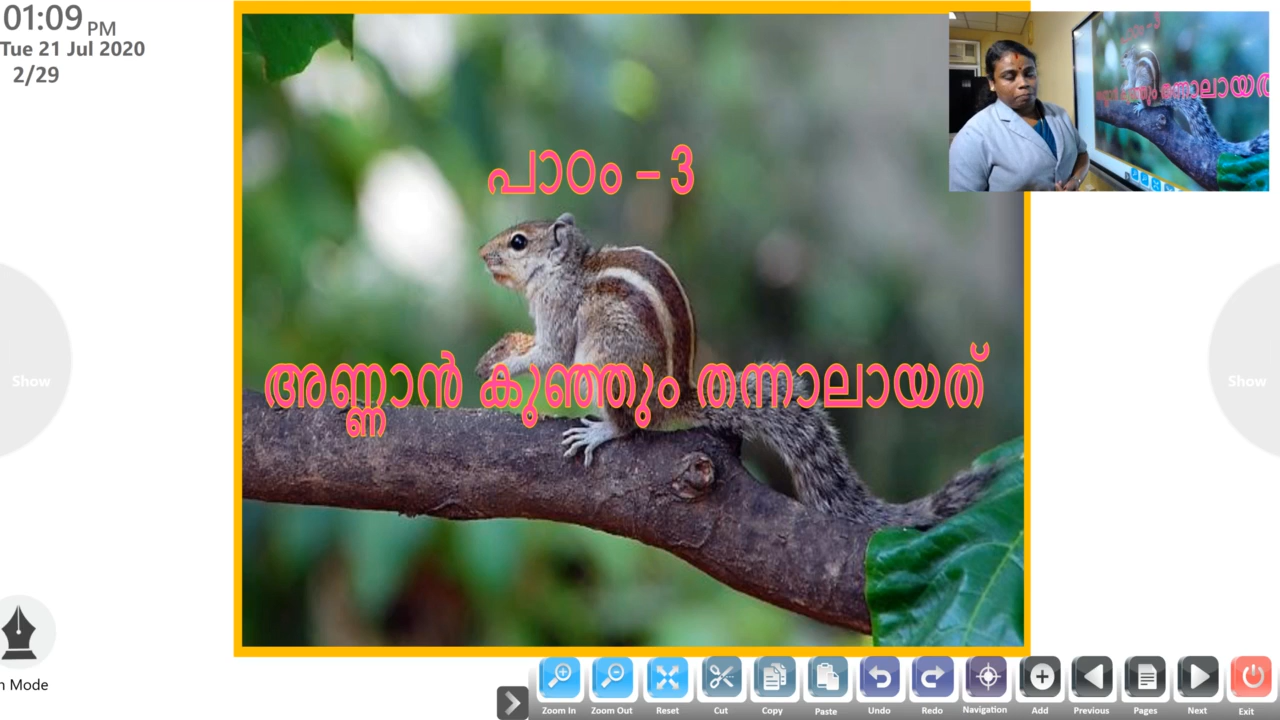 01:09 PM
Tue 21 Jul 2020
2/29
പാഠം – 3
അണ്ണാൻ കുഞ്ഞും തന്നാലായത്
Show
Show
n Mode
Zoom In
Zoom Out
Reset
Cut
Copy
Paste
Undo
Redo
Navigation
Add
Previous
Pages
Next
Exit